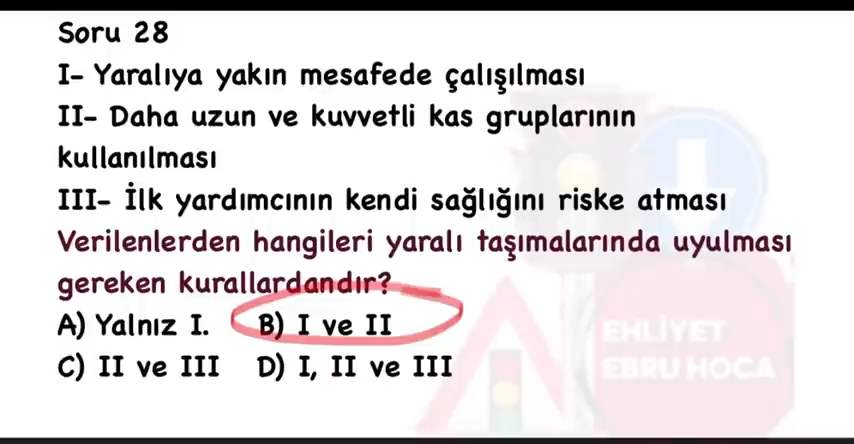 Soru 28
I- Yaralıya yakın mesafede çalışılması
II- Daha uzun ve kuvvetli kas gruplarının
kullanılması
III- İlk yardımcının kendi sağlığını riske atması
Verilenlerden hangileri yaralı taşımalarında uyulması
gereken kurallardandır?
A) Yalnız I. B) I ve II
C) II ve III D) I, II ve III
EHLİYET
EBRU HOCA